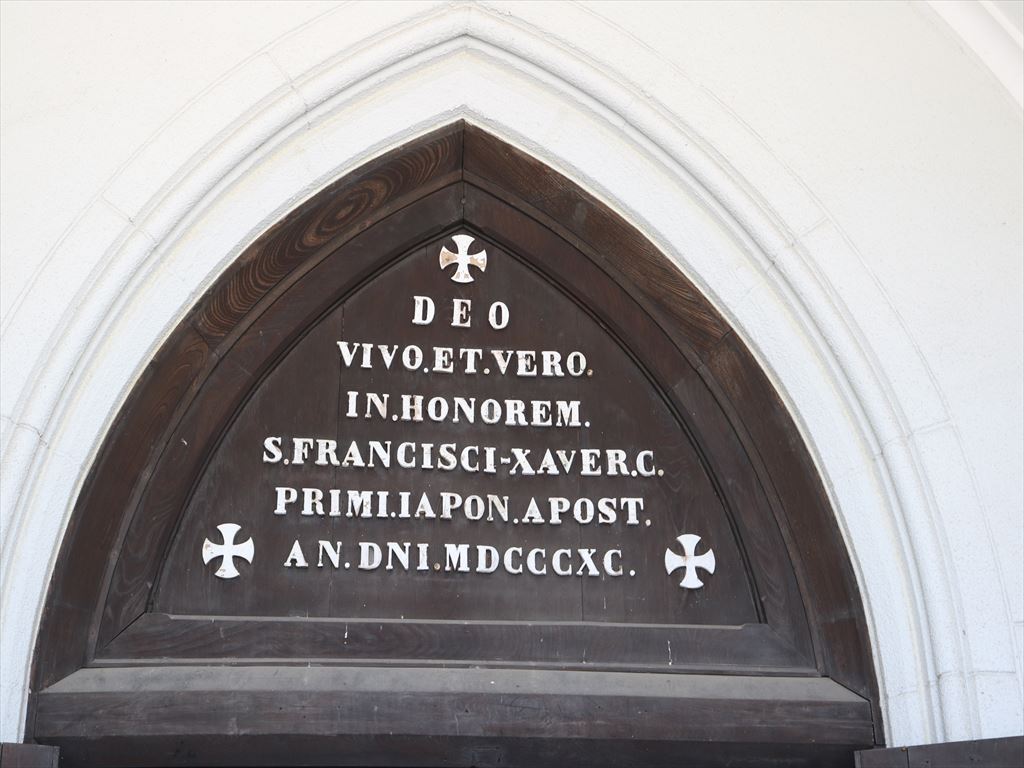 DEO
VIVO.ET.VERO.
IN.HONOREM.
S.FRANCISCI-XAVER.C.
PRIMI.IAPON.APOST.
AN.DNI.MDCCCXC.